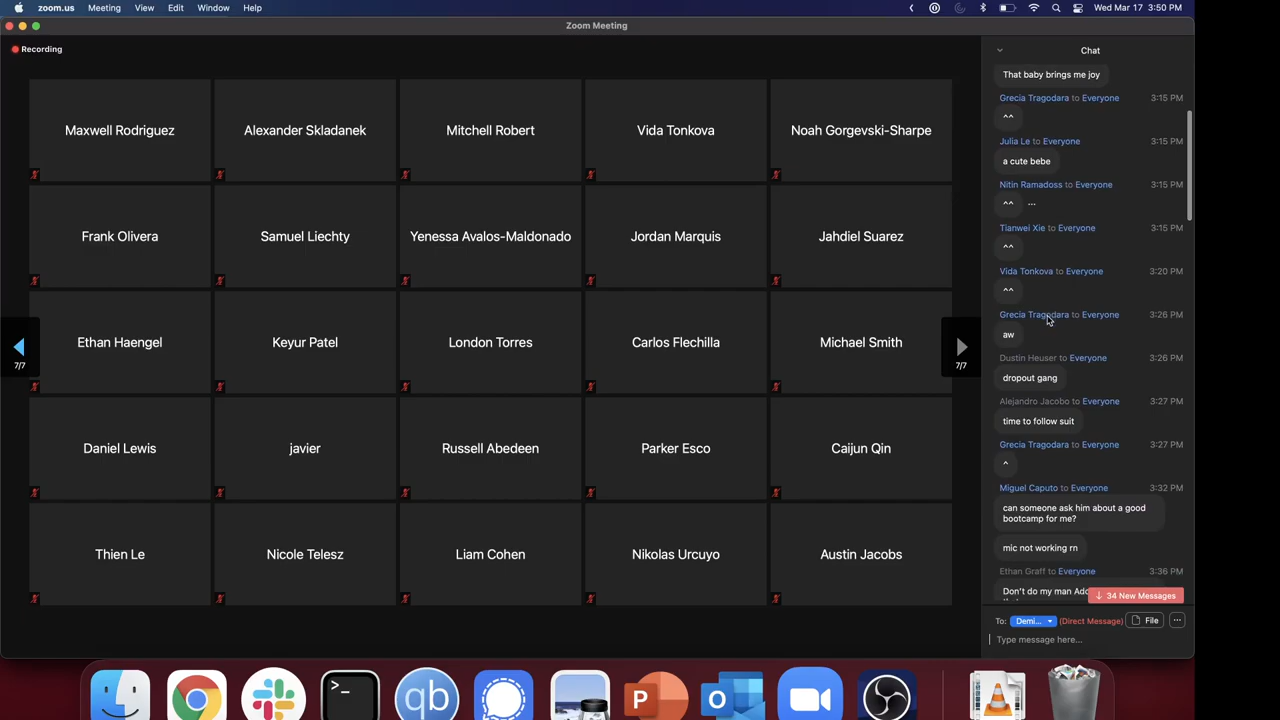 zoom.us Meeting View Edit Window Help Wed Mar 17 3:50 PM
Zoom Meeting
Recording
Maxwell Rodriguez
Alexander Skladanek
Mitchell Robert
Vida Tonkova
Noah Gorgevski-Sharpe
Frank Olivera
Samuel Liechty
Yenessa Avalos-Maldonado
Jordan Marquis
Jahdiel Suarez
Ethan Haengel
Keyur Patel
London Torres
Carlos Flechilla
Michael Smith
7/7
7/7
Daniel Lewis
javier
Russell Abedeen
Parker Esco
Caijun Qin
Thien Le
Nicole Telesz
Liam Cohen
Nikolas Urcuyo
Austin Jacobs
Chat
That baby brings me joy
Grecia Tragodara to Everyone 3:15 PM
^^
Julia Le to Everyone 3:15 PM
a cute bebe
Nitin Ramadoss to Everyone 3:15 PM
^^ ...
Tianwei Xie to Everyone 3:15 PM
^^
Vida Tonkova to Everyone 3:20 PM
^^
Grecia Tragodara to Everyone 3:26 PM
aw
Dustin Heuser to Everyone 3:26 PM
dropout gang
Alejandro Jacobo to Everyone 3:27 PM
time to follow suit
Grecia Tragodara to Everyone 3:27 PM
^
Miguel Caputo to Everyone 3:32 PM
can someone ask him about a good
bootcamp for me?
mic not working rn
Ethan Graff to Everyone 3:36 PM
Don't do my man
↓ 34 New Messages
To: Demi... (Direct Message) File ...
Type message here...
>_
qb
P
O